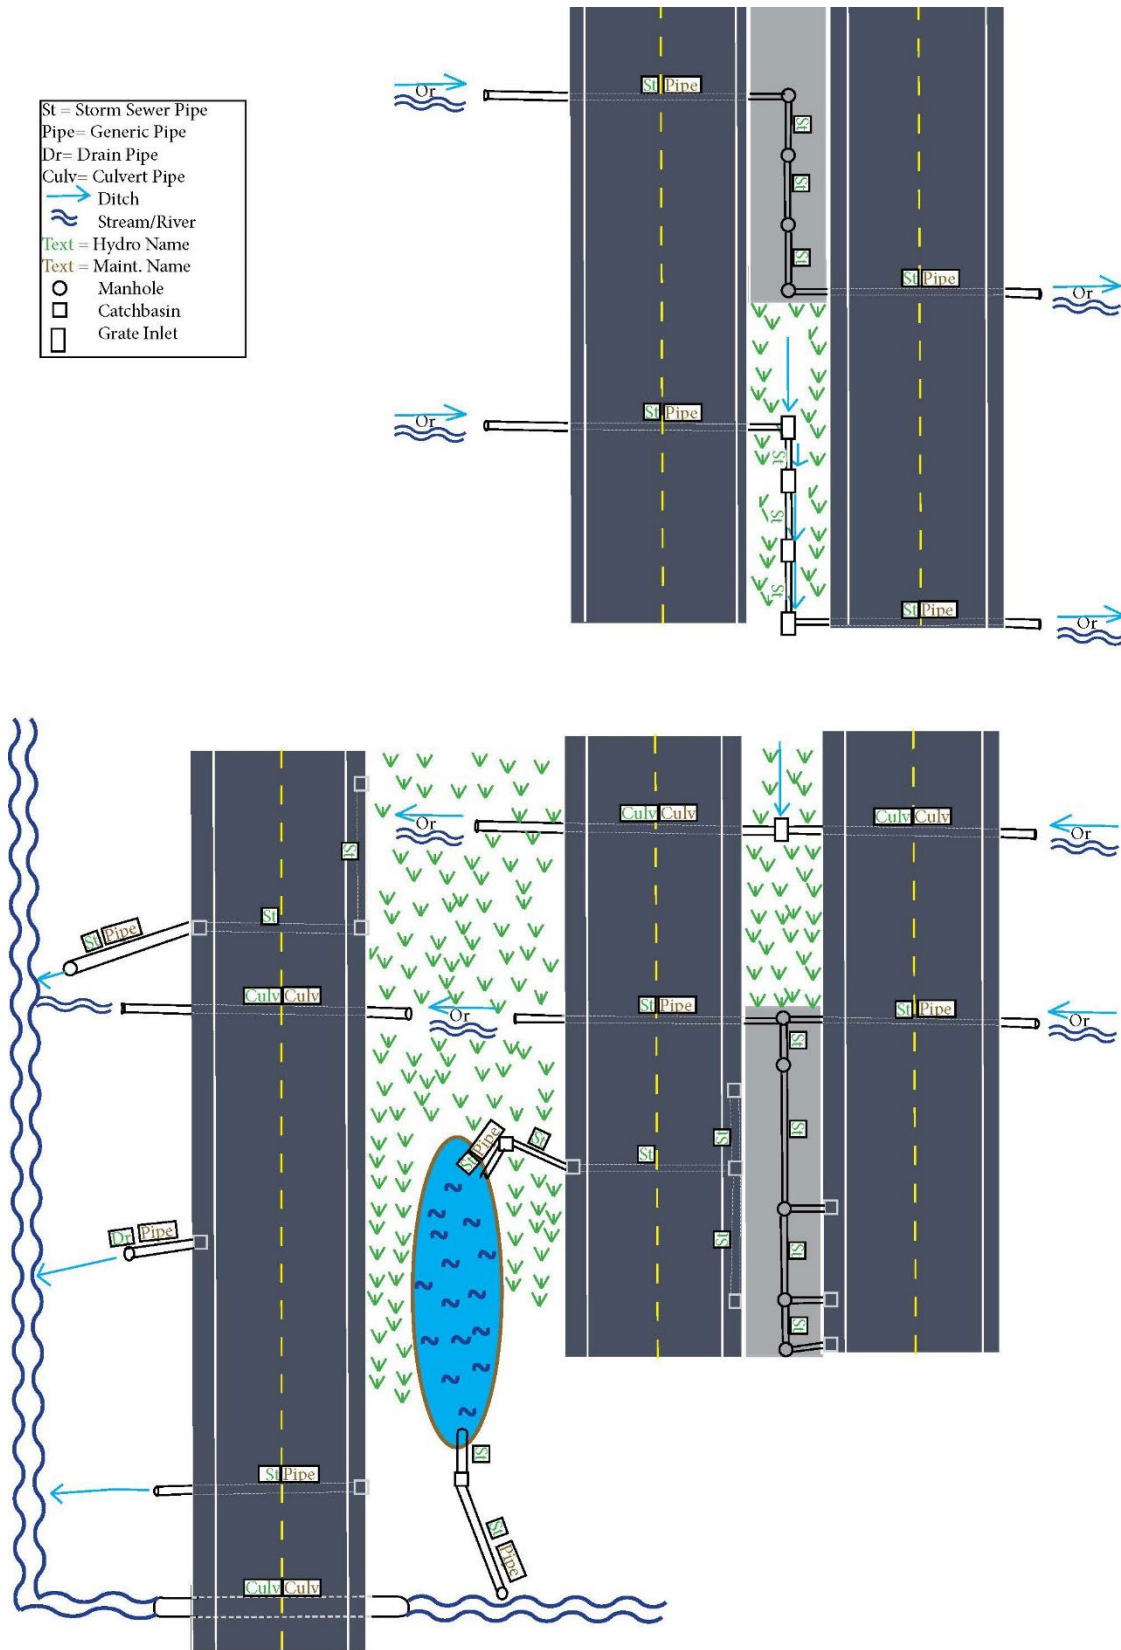 St = Storm Sewer Pipe
Pipe= Generic Pipe
Dr= Drain Pipe
Culv= Culvert Pipe
Ditch
Stream/River
Text = Hydro Name
Text = Maint. Name
Manhole
Catchbasin
Grate Inlet
Or
St Pipe
St
St
St
St Pipe
Or
Or
St Pipe
St
St
St
St Pipe
Or
Culv Culv
Culv Culv
Or
Or
St
St
St Pipe
Culv Culv
Or
St Pipe
St Pipe
Or
St
St
St
St Pipe
St
St
St
St
Dr Pipe
St
St
St Pipe
St
Pipe
Culv Culv